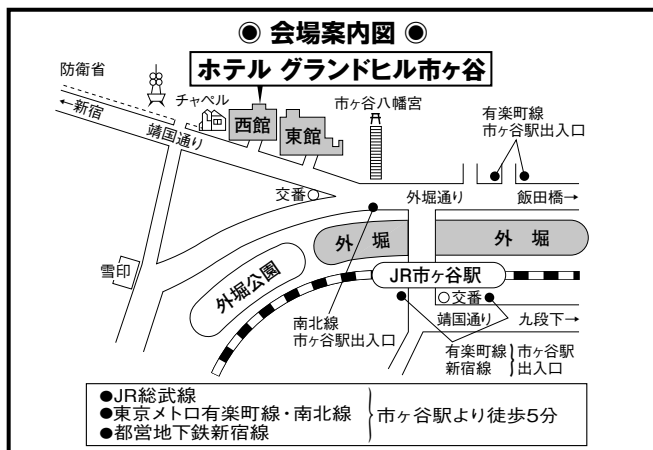 ◉ 会場案内図 ◉
ホテル グランドヒル市ヶ谷
防衛省
←新宿
靖国通り
チャペル
西館
東館
市ヶ谷八幡宮
有楽町線
市ヶ谷駅出入口
交番○
外堀通り
飯田橋→
外 堀
外 堀
雪印
外堀公園
JR市ヶ谷駅
○交番
南北線
市ヶ谷駅出入口
靖国通り
九段下→
有楽町線
新宿線
市ヶ谷駅
出入口
●JR総武線
●東京メトロ有楽町線・南北線
●都営地下鉄新宿線
市ヶ谷駅より徒歩5分